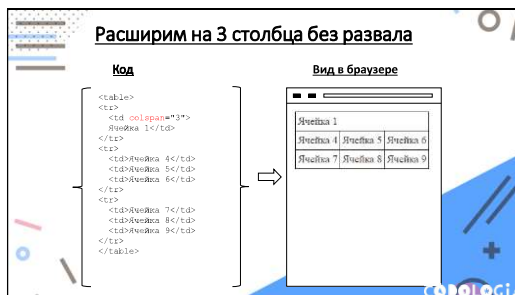 Расширим на 3 столбца без развала
Код
<table>
<tr>
<td colspan="3">
Ячейка 1</td>
</tr>
<tr>
<td>Ячейка 4</td>
<td>Ячейка 5</td>
<td>Ячейка 6</td>
</tr>
<tr>
<td>Ячейка 7</td>
<td>Ячейка 8</td>
<td>Ячейка 9</td>
</tr>
</table>
Вид в браузере
Ячейка 1
Ячейка 4 Ячейка 5 Ячейка 6
Ячейка 7 Ячейка 8 Ячейка 9
CODOLOGiЯ